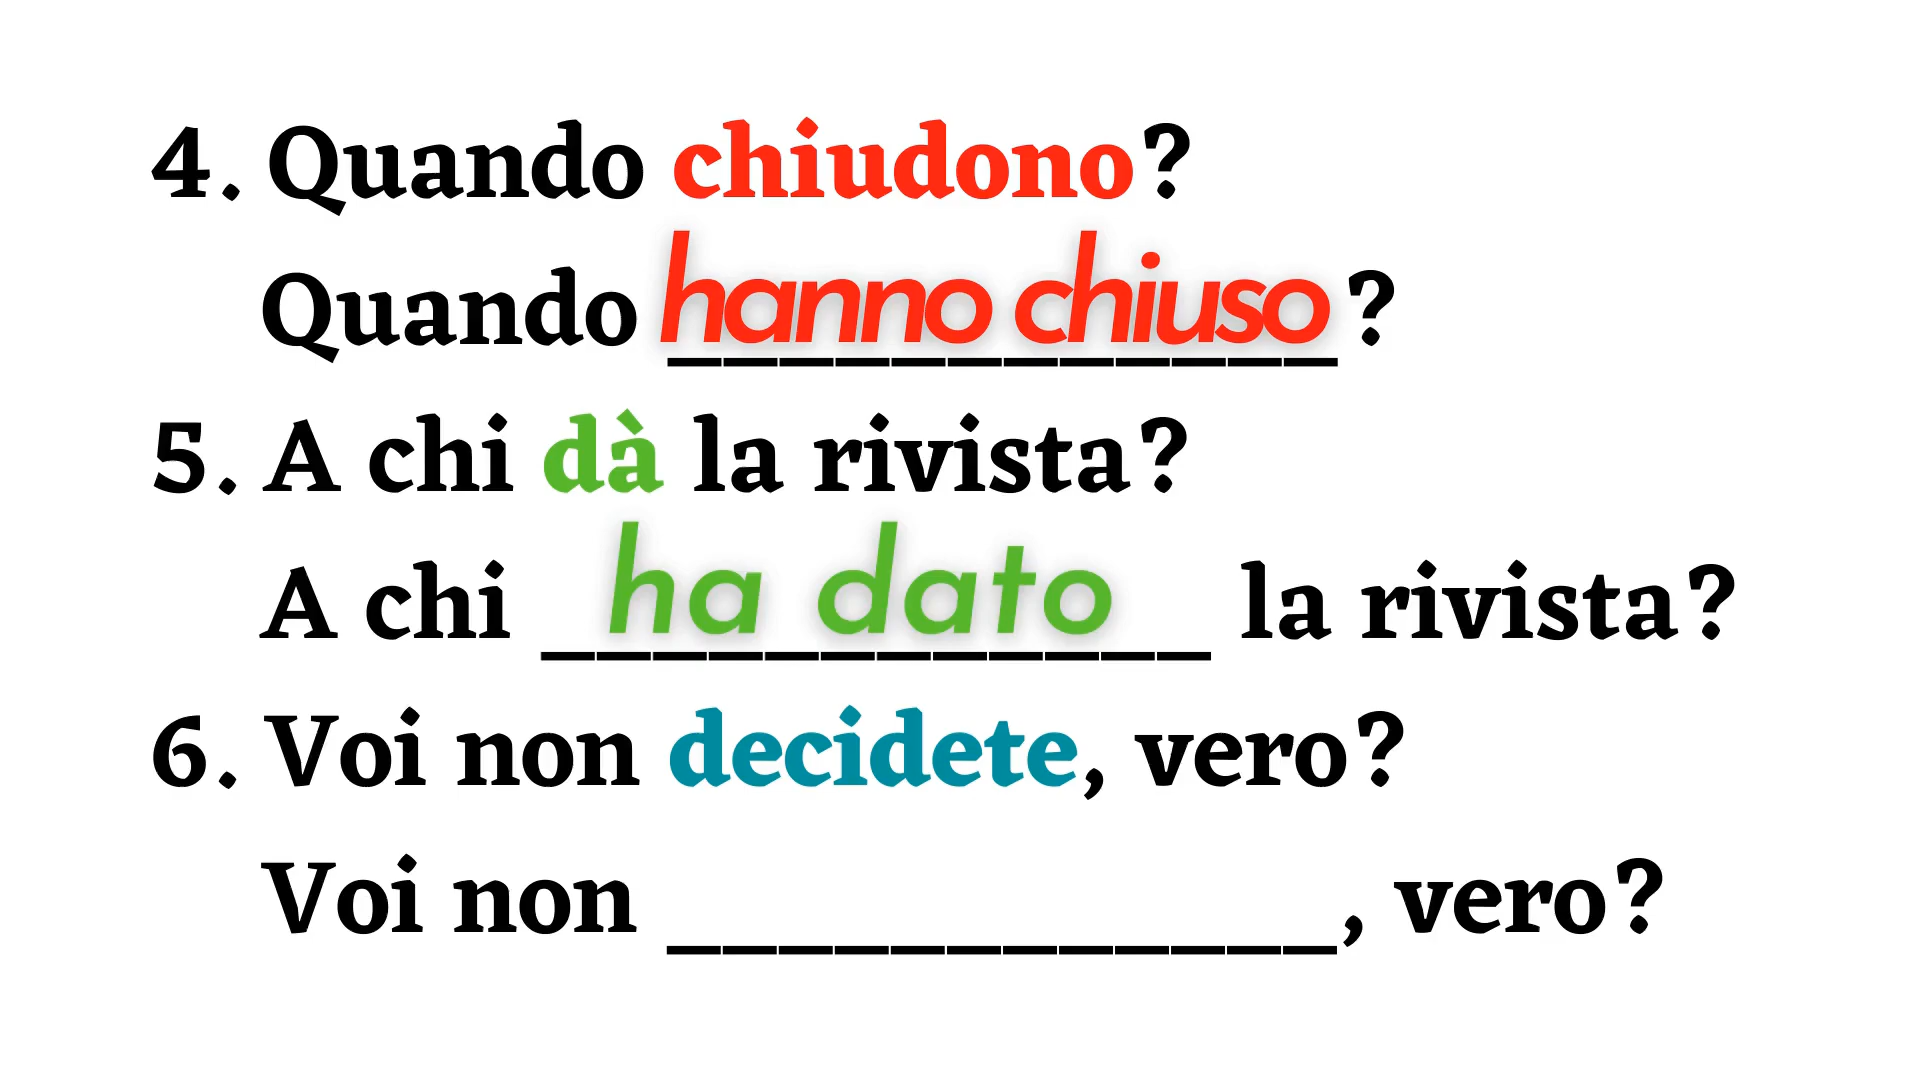 4. Quando chiudono?
Quando hanno chiuso?
5. A chi dà la rivista?
A chi ha dato la rivista?
6. Voi non decidete, vero?
Voi non ____________, vero?